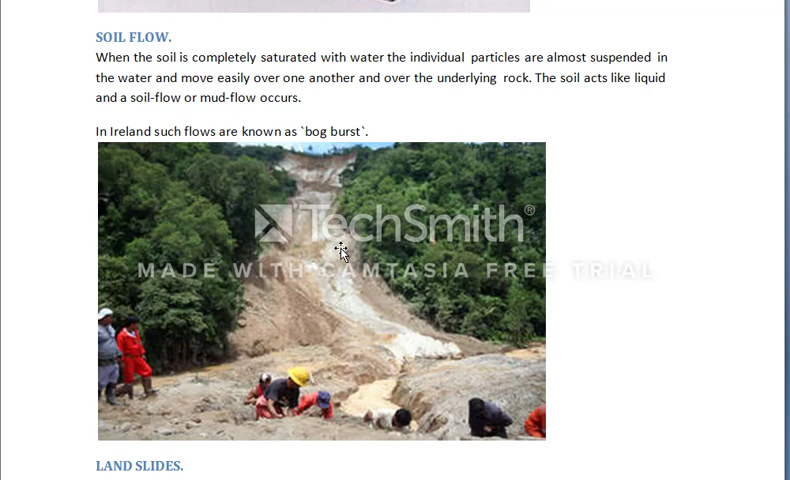 SOIL FLOW.
When the soil is completely saturated with water the individual particles are almost suspended in
the water and move easily over one another and over the underlying rock. The soil acts like liquid
and a soil-flow or mud-flow occurs.
In Ireland such flows are known as `bog burst`.
TechSmith®
MADE WITH CAMTASIA FREE TRIAL
LAND SLIDES.